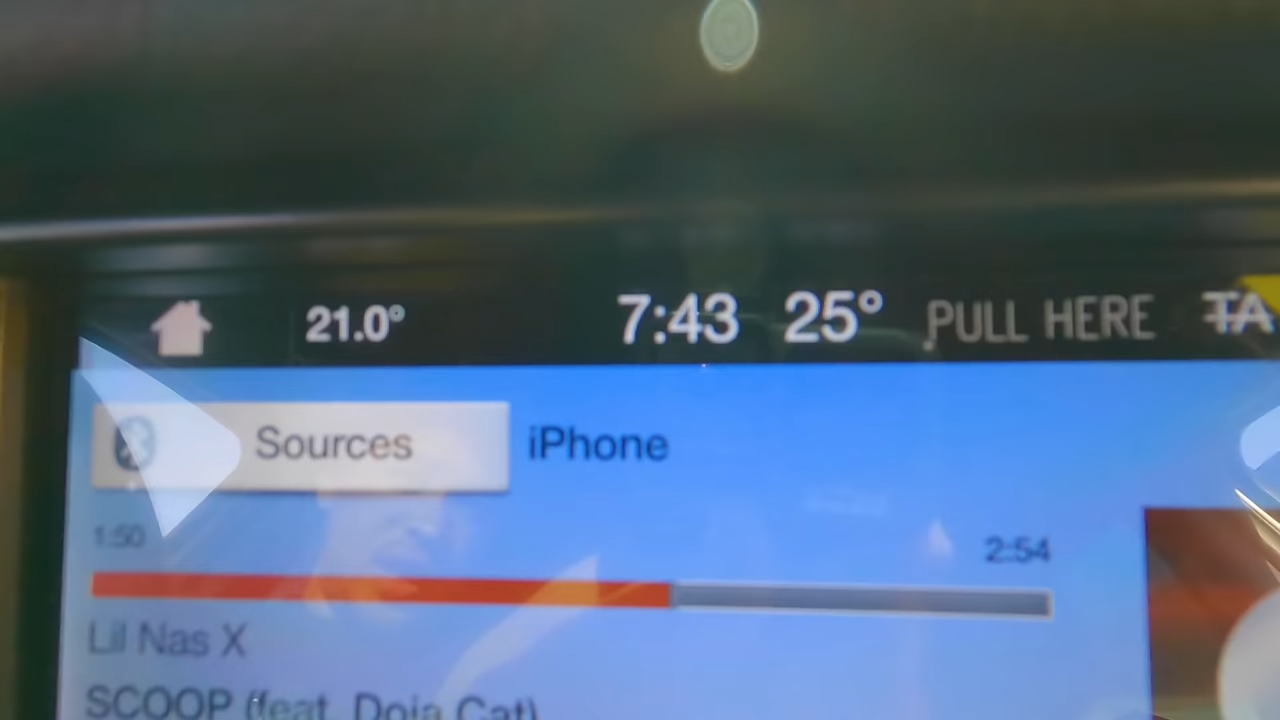 21.0° 7:43 25° PULL HERE TA
Sources iPhone
1:50 2:54
Lil Nas X
SCOOP (feat. Doja Cat)